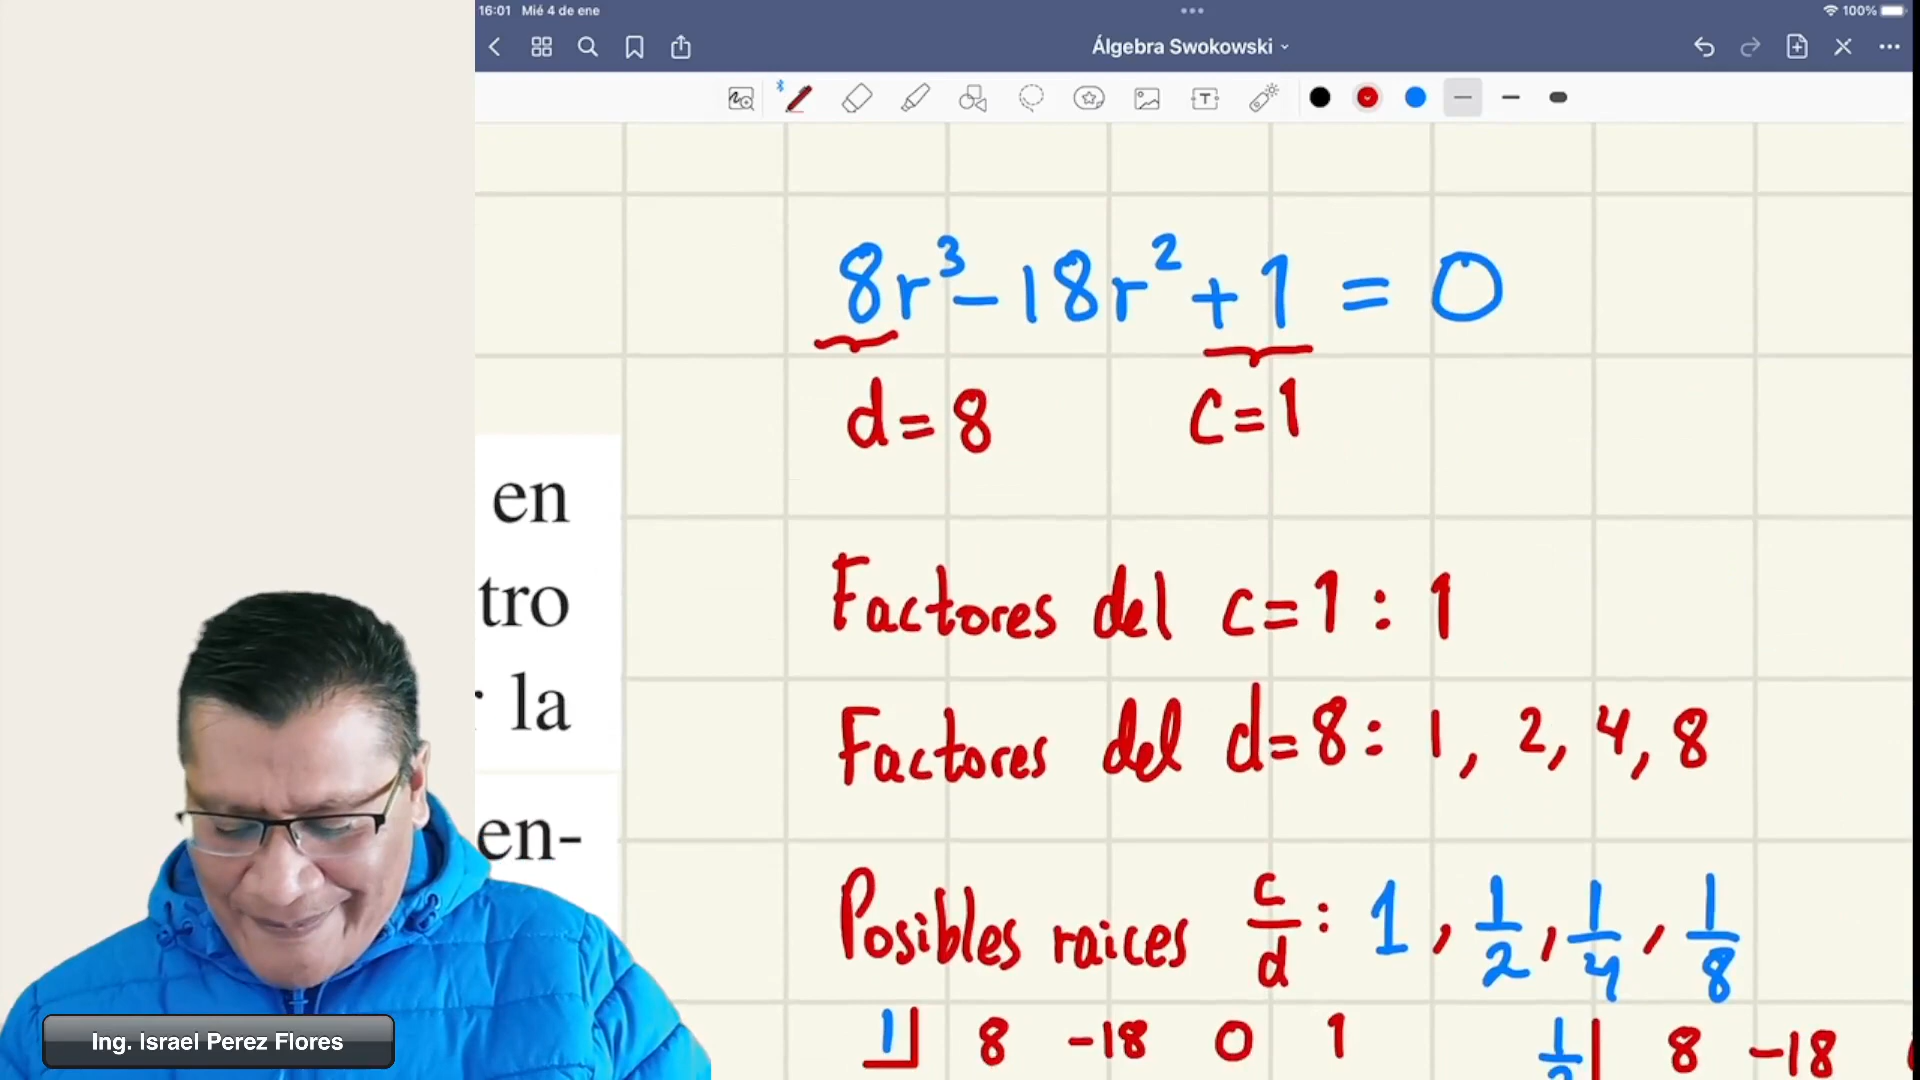 16:01 Mié 4 de ene
100%
Álgebra Swokowski
8r³ - 18r² + 1 = 0
d = 8 c = 1
en
tro
la
en-
Factores del c = 1 : 1
Factores del d = 8 : 1, 2, 4, 8
Posibles raices c/d : 1, 1/2, 1/4, 1/8
1 8 -18 0 1
1/2 8 -18
Ing. Israel Perez Flores